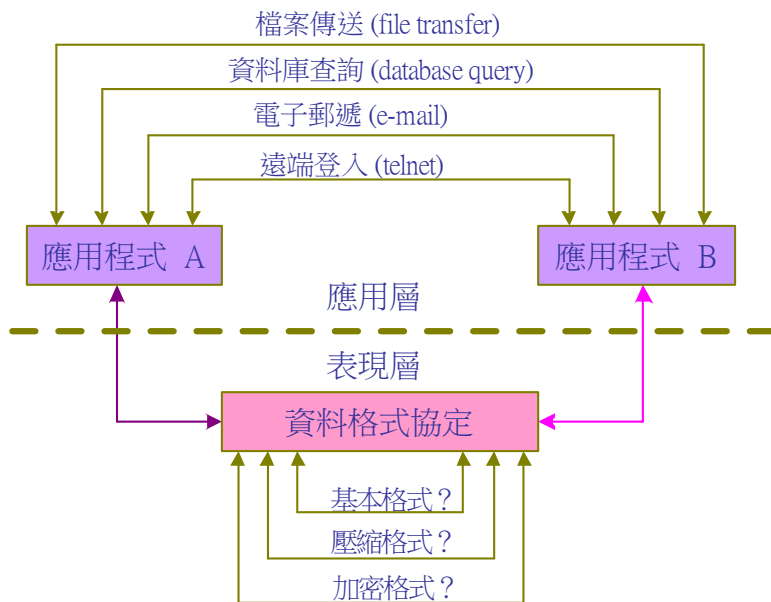 檔案傳送 (file transfer)
資料庫查詢 (database query)
電子郵遞 (e-mail)
遠端登入 (telnet)
應用程式 A
應用程式 B
應用層
表現層
資料格式協定
基本格式?
壓縮格式?
加密格式?